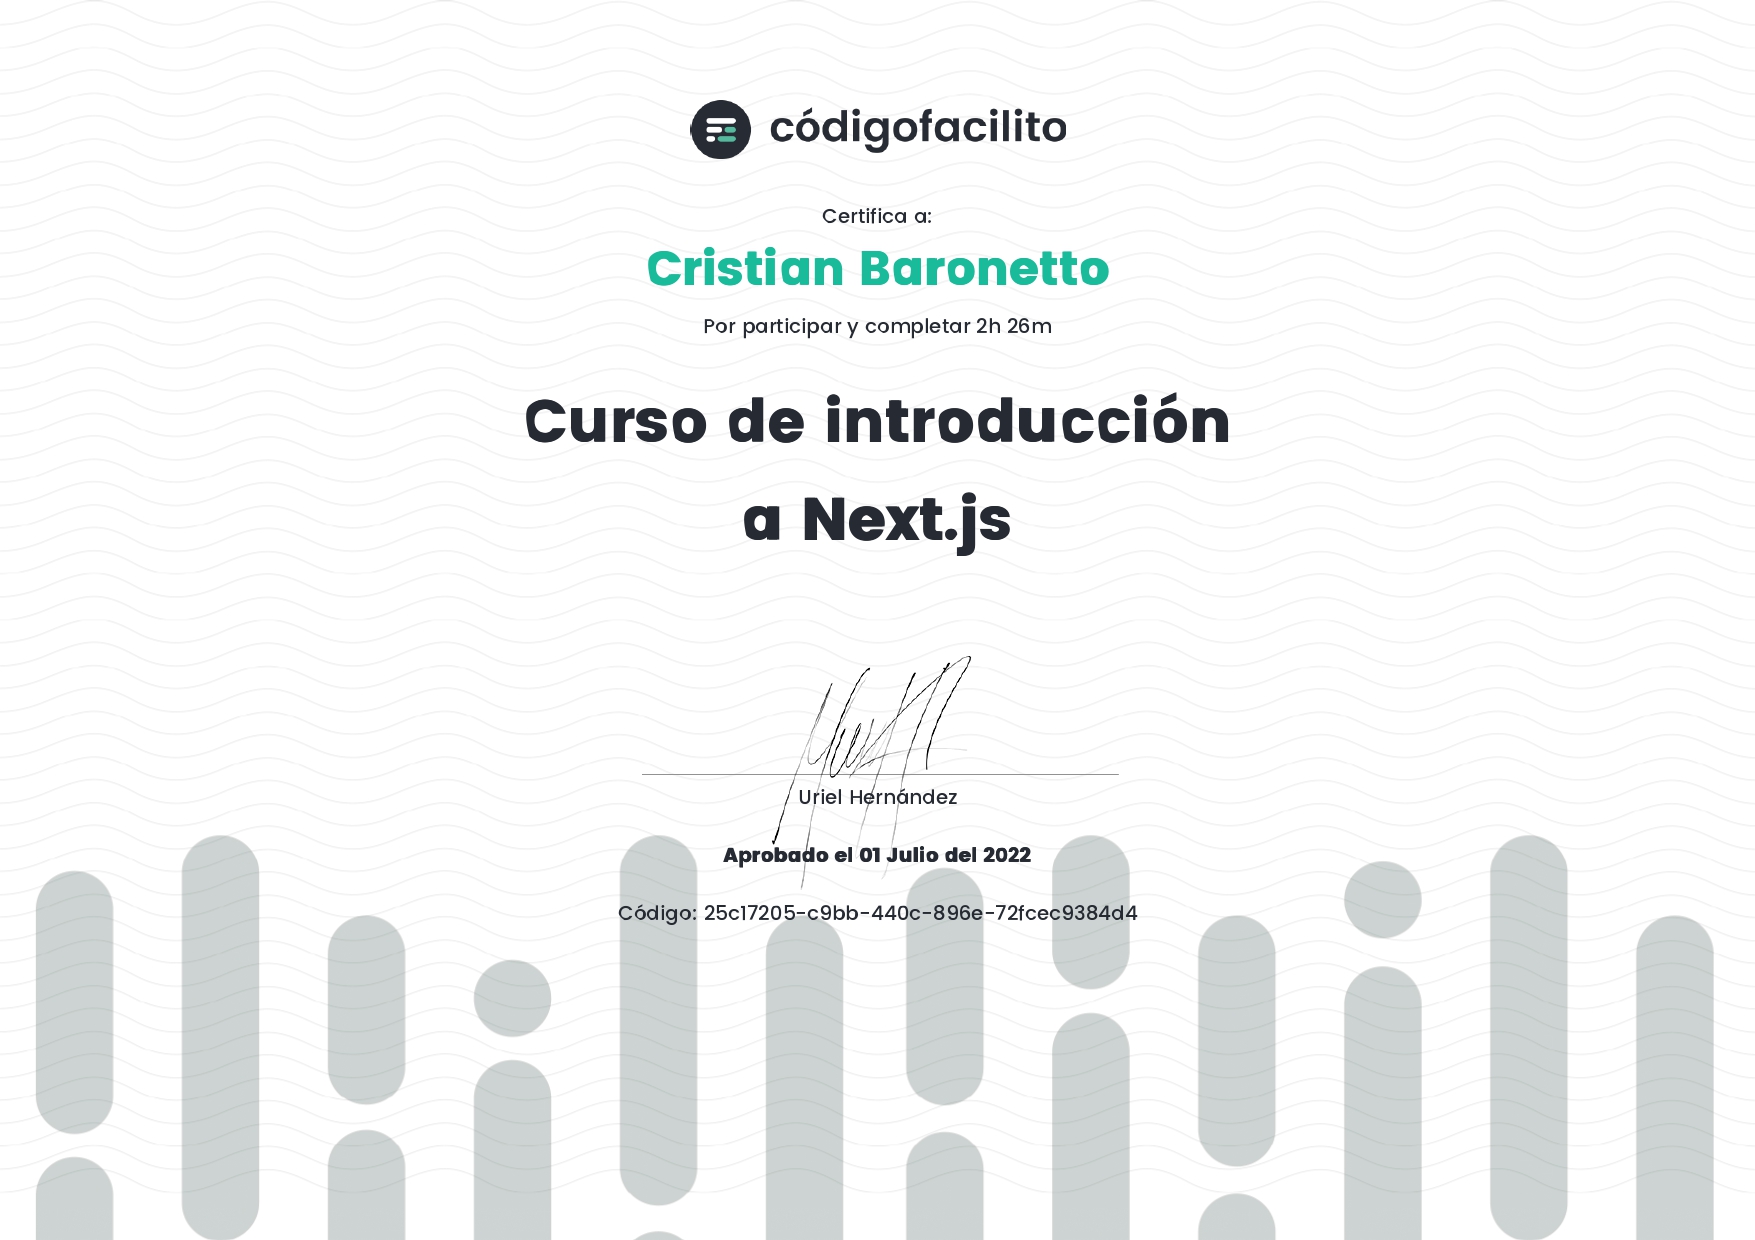 códigofacilito
Certifica a:
Cristian Baronetto
Por participar y completar 2h 26m
Curso de introducción
a Next.js
Uriel Hernández
Aprobado el 01 Julio del 2022
Código: 25c17205-c9bb-440c-896e-72fcec9384d4